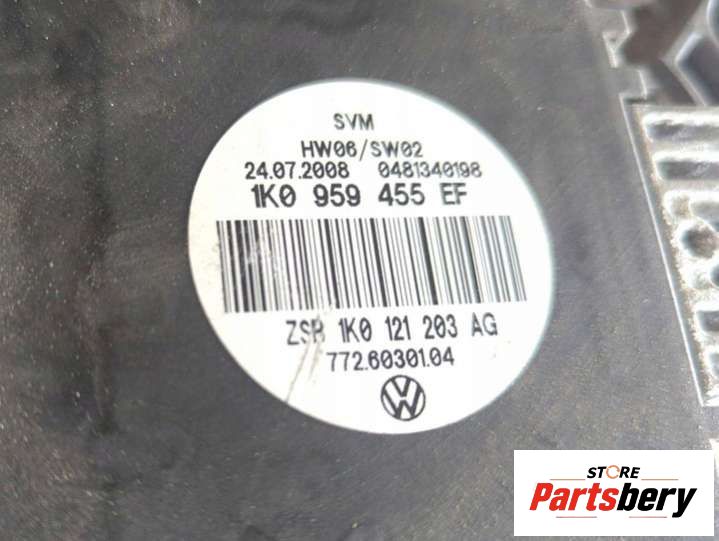 SVM
HW06/SW02
24.07.2008 0481340198
1K0 959 455 EF
ZSB 1K0 121 203 AG
772.60301.04
VW
STORE
Partsbery